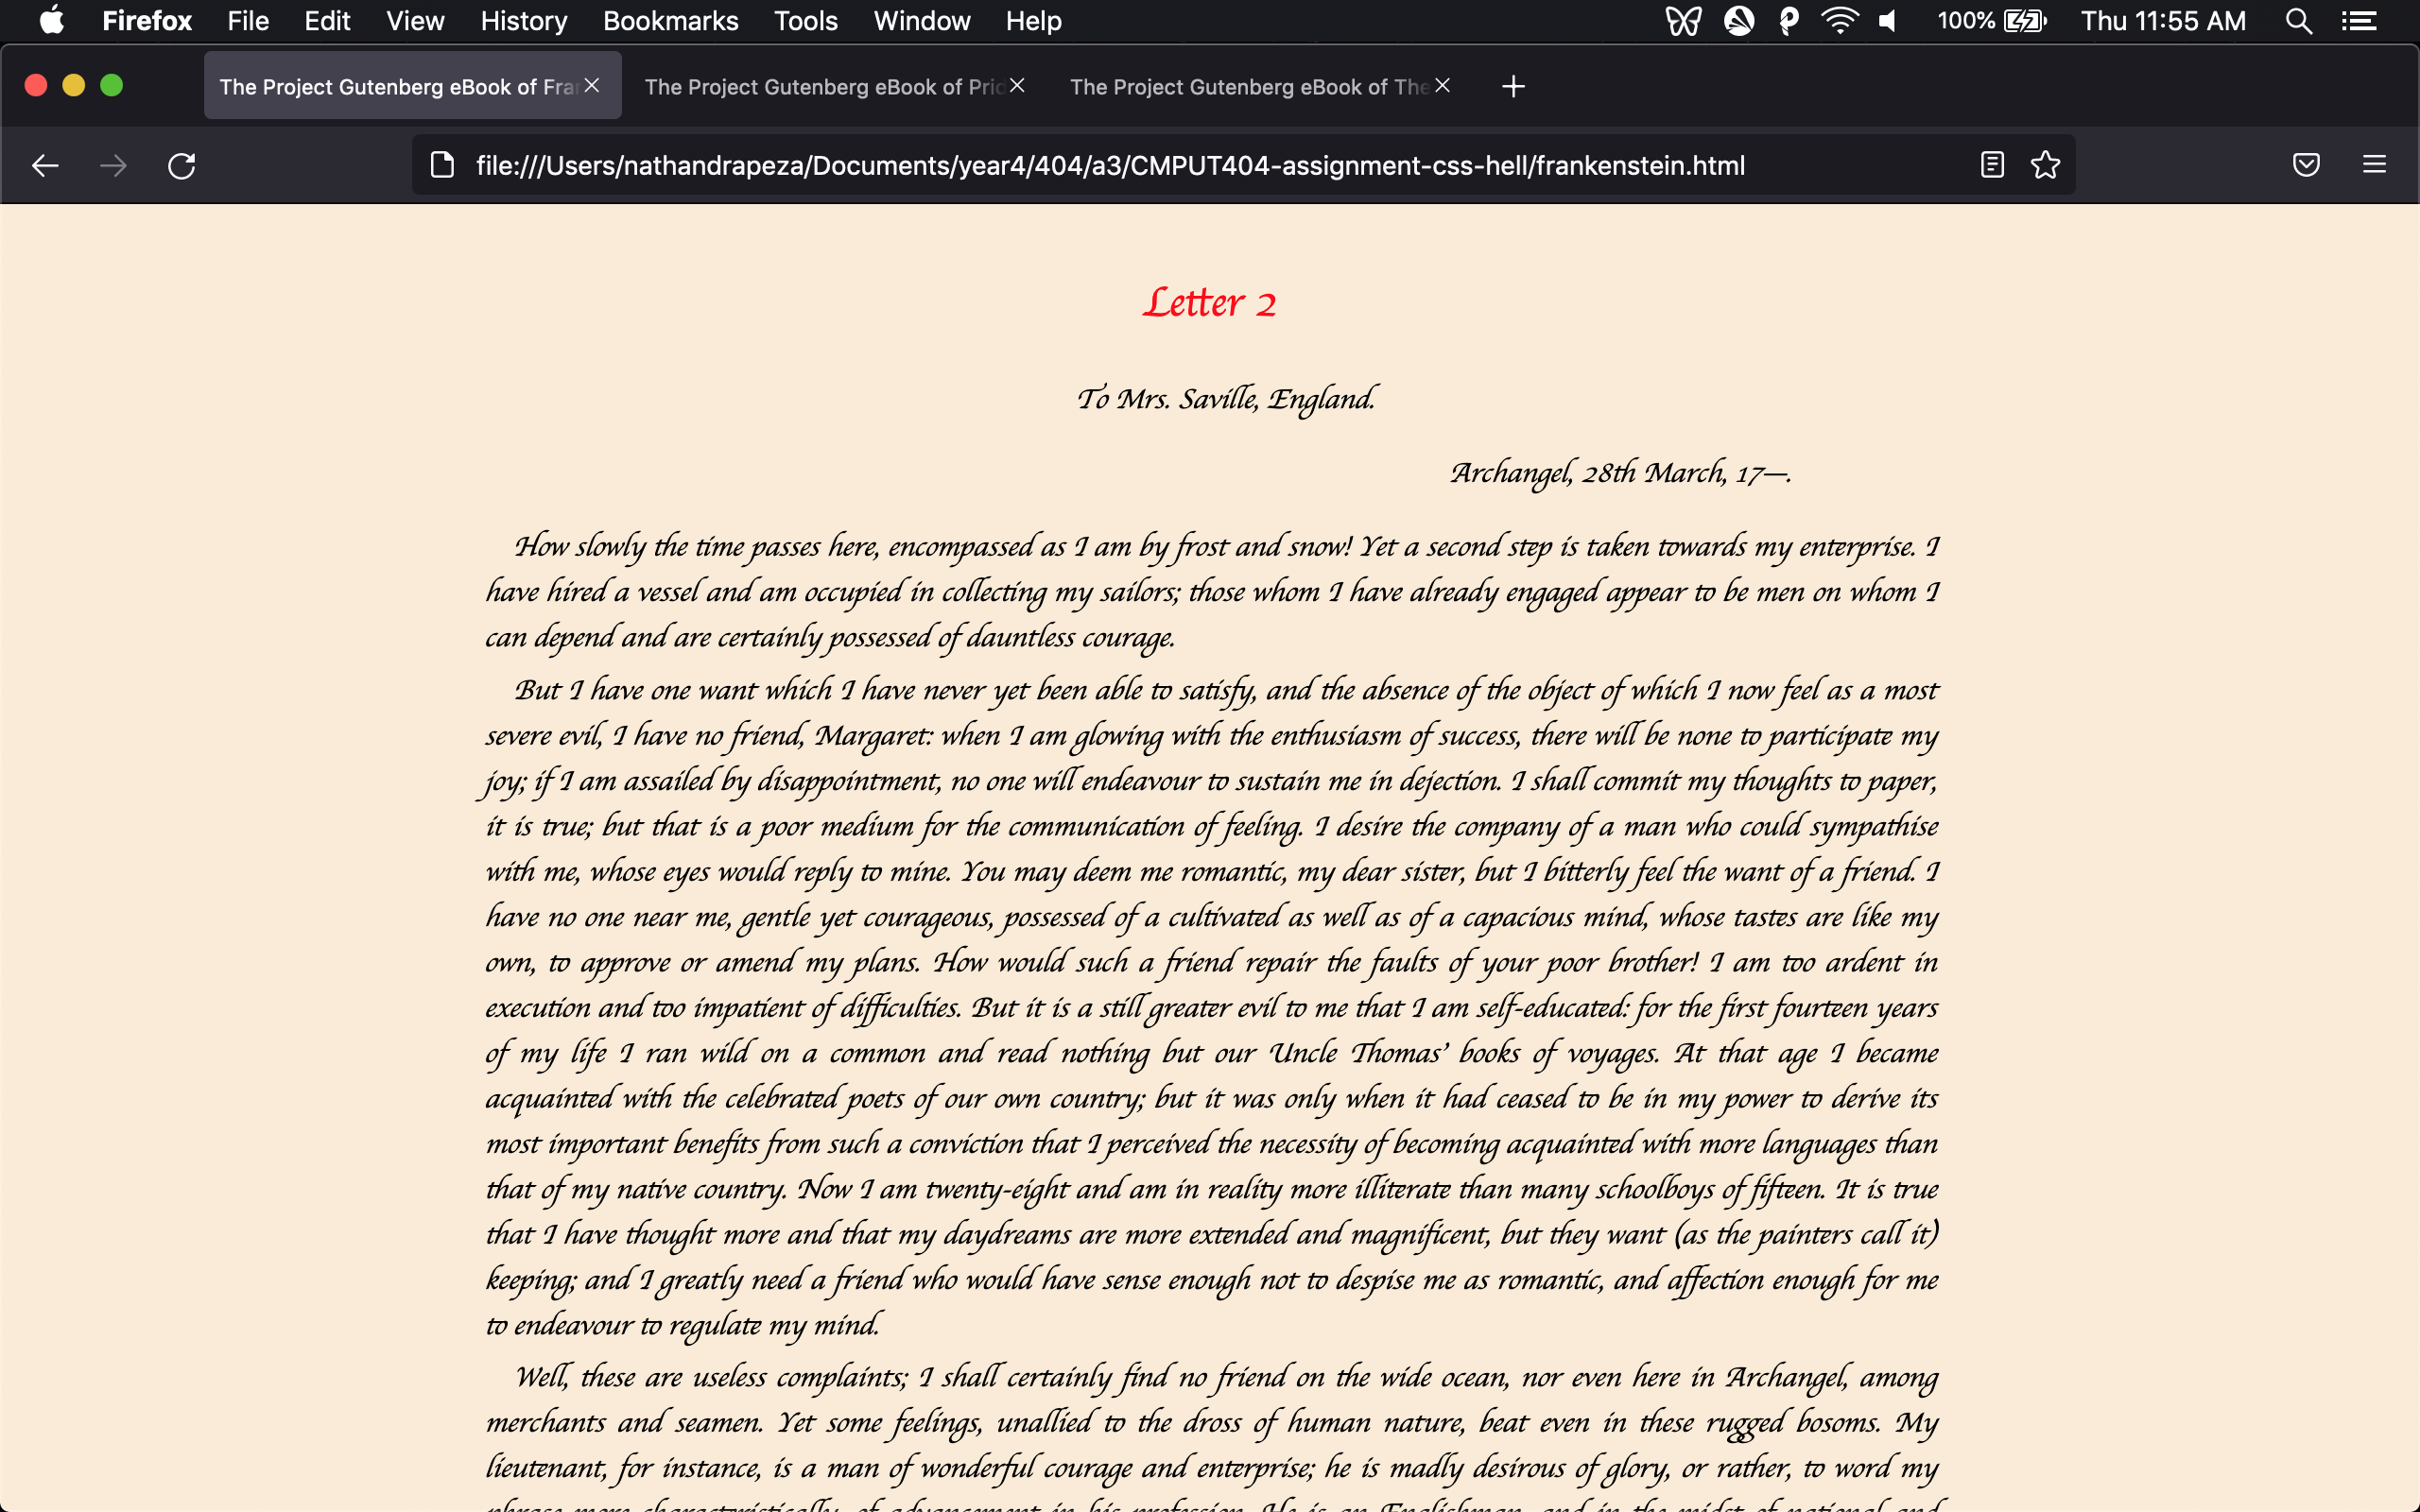 Firefox File Edit View History Bookmarks Tools Window Help 100% Thu 11:55 AM
The Project Gutenberg eBook of Fra The Project Gutenberg eBook of Prid The Project Gutenberg eBook of The
file:///Users/nathandrapeza/Documents/year4/404/a3/CMPUT404-assignment-css-hell/frankenstein.html
Letter 2
To Mrs. Saville, England.
Archangel, 28th March, 17—.
How slowly the time passes here, encompassed as I am by frost and snow! Yet a second step is taken towards my enterprise. I
have hired a vessel and am occupied in collecting my sailors; those whom I have already engaged appear to be men on whom I
can depend and are certainly possessed of dauntless courage.
But I have one want which I have never yet been able to satisfy, and the absence of the object of which I now feel as a most
severe evil, I have no friend, Margaret: when I am glowing with the enthusiasm of success, there will be none to participate my
joy; if I am assailed by disappointment, no one will endeavour to sustain me in dejection. I shall commit my thoughts to paper,
it is true; but that is a poor medium for the communication of feeling. I desire the company of a man who could sympathise
with me, whose eyes would reply to mine. You may deem me romantic, my dear sister, but I bitterly feel the want of a friend. I
have no one near me, gentle yet courageous, possessed of a cultivated as well as of a capacious mind, whose tastes are like my
own, to approve or amend my plans. How would such a friend repair the faults of your poor brother! I am too ardent in
execution and too impatient of difficulties. But it is a still greater evil to me that I am self-educated: for the first fourteen years
of my life I ran wild on a common and read nothing but our Uncle Thomas’ books of voyages. At that age I became
acquainted with the celebrated poets of our own country; but it was only when it had ceased to be in my power to derive its
most important benefits from such a conviction that I perceived the necessity of becoming acquainted with more languages than
that of my native country. Now I am twenty-eight and am in reality more illiterate than many schoolboys of fifteen. It is true
that I have thought more and that my daydreams are more extended and magnificent, but they want (as the painters call it)
keeping; and I greatly need a friend who would have sense enough not to despise me as romantic, and affection enough for me
to endeavour to regulate my mind.
Well, these are useless complaints; I shall certainly find no friend on the wide ocean, nor even here in Archangel, among
merchants and seamen. Yet some feelings, unallied to the dross of human nature, beat even in these rugged bosoms. My
lieutenant, for instance, is a man of wonderful courage and enterprise; he is madly desirous of glory, or rather, to word my
phrase more characteristically, of advancement in his profession. He is an Englishman, and in the midst of national and